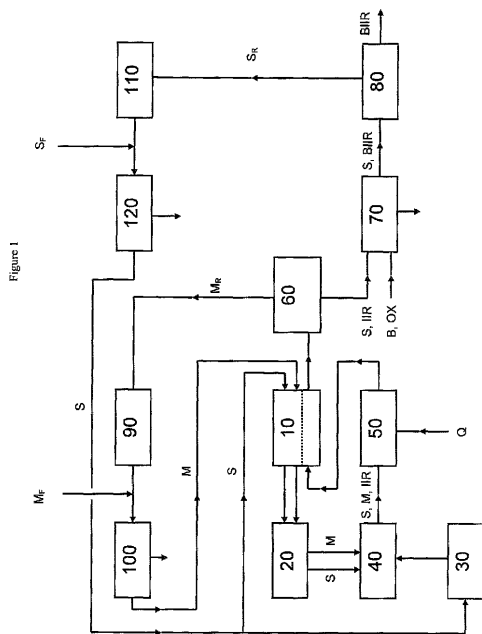 Figure 1
S_F
110
120
S_R
S
M_F
90
100
M_R
60
M
S
10
20
S
M
40
30
S, M, IIR
50
Q
S, IIR
B, OX
70
S, BIIR
80
BIIR